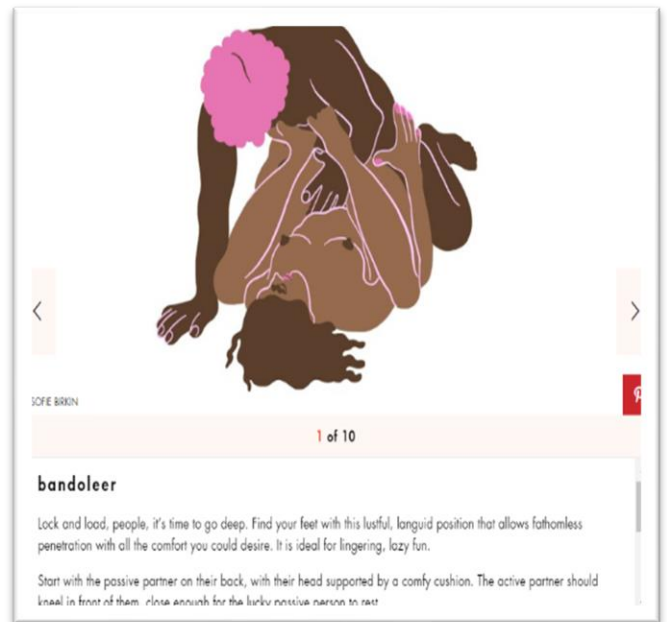 SOFIE BIRKIN
1 of 10
bandoleer
Lock and load, people, it's time to go deep. Find your feet with this lustful, languid position that allows fathomless
penetration with all the comfort you could desire. It is ideal for lingering, lazy fun.
Start with the passive partner on their back, with their head supported by a comfy cushion. The active partner should
kneel in front of them, close enough for the lucky passive person to rest